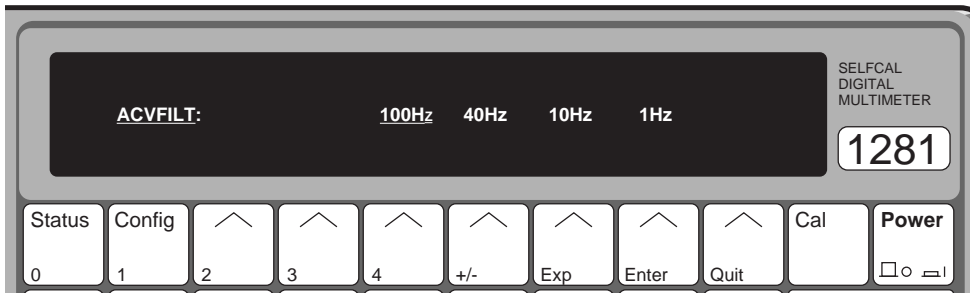 SELFCAL
DIGITAL
MULTIMETER
ACVFILT: 100Hz 40Hz 10Hz 1Hz
1281
Status Config Cal Power
0 1 2 3 4 +/- Exp Enter Quit